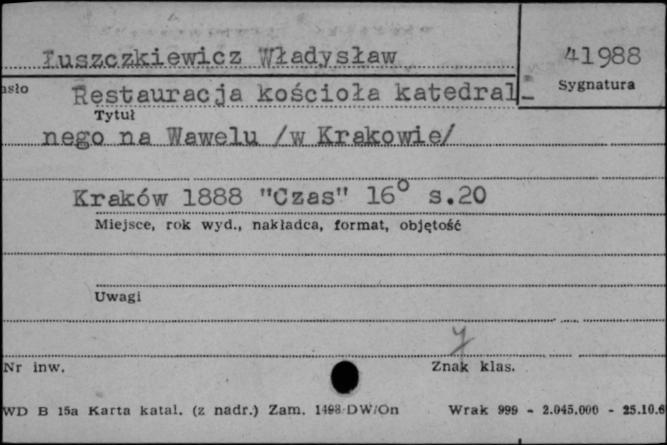 Łuszczkiewicz Władysław
41988
Sygnatura
asło
Restauracja kościoła katedral-
Tytuł
nego na Wawelu /w Krakowie/
Kraków 1888 "Czas" 16° s.20
Miejsce, rok wyd., nakładca, format, objętość
Uwagi
Nr inw.
Znak klas.
WD B 15a Karta katal. (z nadr.) Zam. 1498/DW/On Wrak 999 - 2.045.000 - 25.10.6